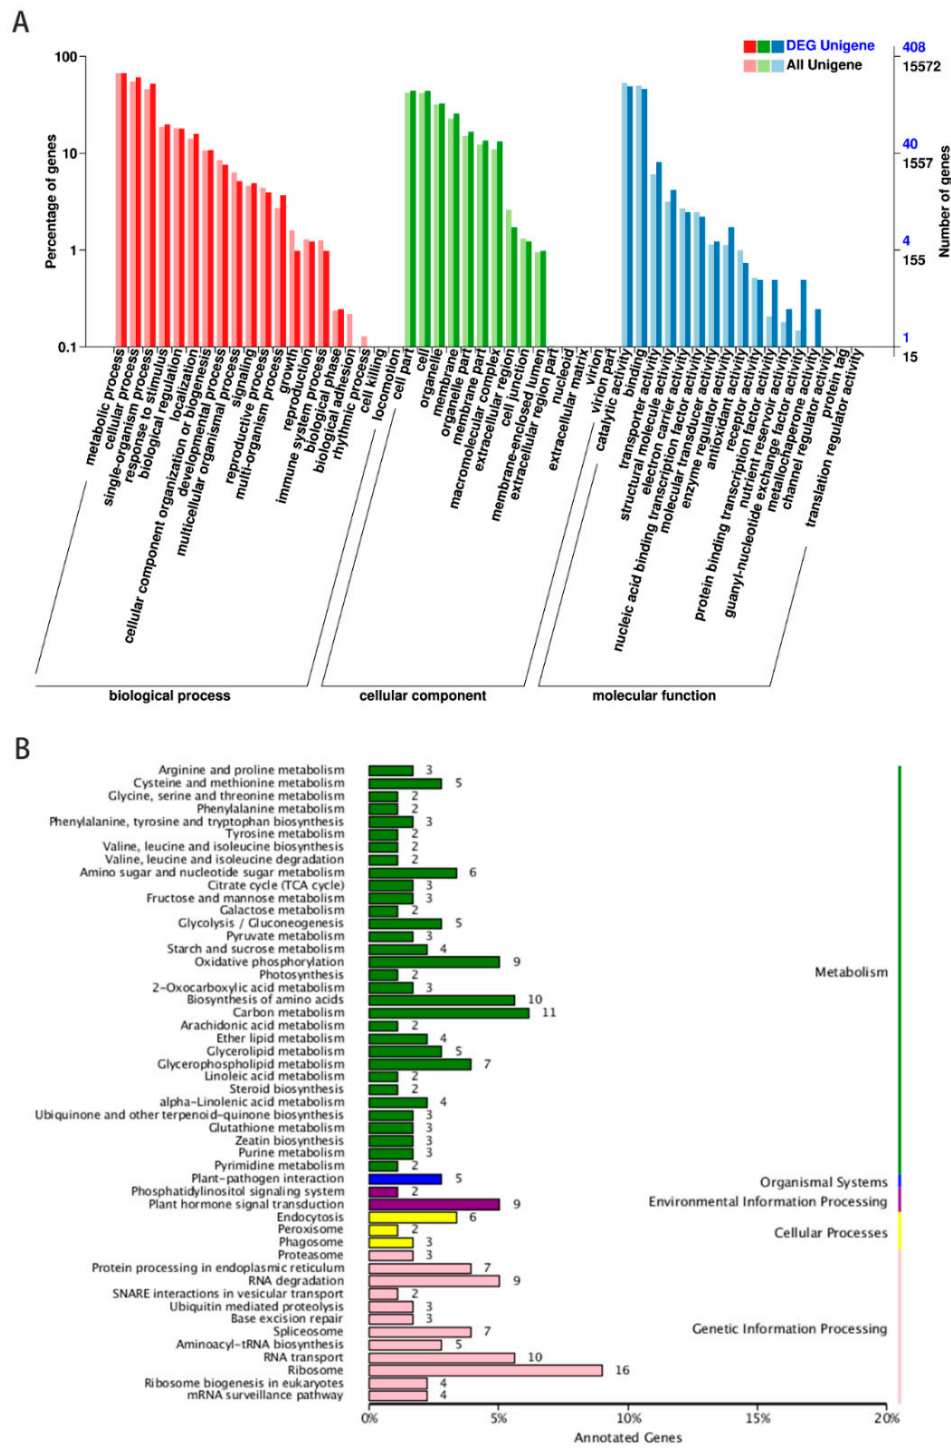 A
100
10
1
0.1
Percentage of genes
DEG Unigene
All Unigene
408
15572
40
1557
4
155
1
15
Number of genes
metabolic process
cellular process
single-organism process
response to stimulus
biological regulation
localization
cellular component organization or biogenesis
developmental process
multicellular organismal process
signaling
reproductive process
multi-organism process
growth
reproduction
immune system process
biological phase
biological adhesion
rhythmic process
cell killing
locomotion
cell part
cell
organelle
membrane
organelle part
membrane part
macromolecular complex
extracellular region
cell junction
membrane-enclosed lumen
extracellular region part
nucleoid
extracellular matrix
virion
virion part
catalytic activity
binding
transporter activity
structural molecule activity
electron carrier activity
nucleic acid binding transcription factor activity
molecular transducer activity
enzyme regulator activity
antioxidant activity
receptor activity
protein binding transcription factor activity
nutrient reservoir activity
guanyl-nucleotide exchange factor activity
metallochaperone activity
channel regulator activity
protein tag
translation regulator activity
biological process
cellular component
molecular function
B
Arginine and proline metabolism 3
Cysteine and methionine metabolism 5
Glycine, serine and threonine metabolism 2
Phenylalanine metabolism 2
Phenylalanine, tyrosine and tryptophan biosynthesis 3
Tyrosine metabolism 2
Valine, leucine and isoleucine biosynthesis 2
Valine, leucine and isoleucine degradation 2
Amino sugar and nucleotide sugar metabolism 6
Citrate cycle (TCA cycle) 3
Fructose and mannose metabolism 3
Galactose metabolism 2
Glycolysis / Gluconeogenesis 5
Pyruvate metabolism 3
Starch and sucrose metabolism 4
Oxidative phosphorylation 9
Photosynthesis 2
2-Oxocarboxylic acid metabolism 3
Biosynthesis of amino acids 10
Carbon metabolism 11
Arachidonic acid metabolism 2
Ether lipid metabolism 4
Glycerolipid metabolism 5
Glycerophospholipid metabolism 7
Linoleic acid metabolism 2
Steroid biosynthesis 2
alpha-Linolenic acid metabolism 4
Ubiquinone and other terpenoid-quinone biosynthesis 3
Glutathione metabolism 3
Zeatin biosynthesis 3
Purine metabolism 3
Pyrimidine metabolism 2
Plant-pathogen interaction 5
Phosphatidylinositol signaling system 2
Plant hormone signal transduction 9
Endocytosis 6
Peroxisome 2
Phagosome 3
Proteasome 3
Protein processing in endoplasmic reticulum 7
RNA degradation 9
SNARE interactions in vesicular transport 2
Ubiquitin mediated proteolysis 3
Base excision repair 3
Spliceosome 7
Aminoacyl-tRNA biosynthesis 5
RNA transport 10
Ribosome 16
Ribosome biogenesis in eukaryotes 4
mRNA surveillance pathway 4
Metabolism
Organismal Systems
Environmental Information Processing
Cellular Processes
Genetic Information Processing
0% 5% 10% 15% 20%
Annotated Genes